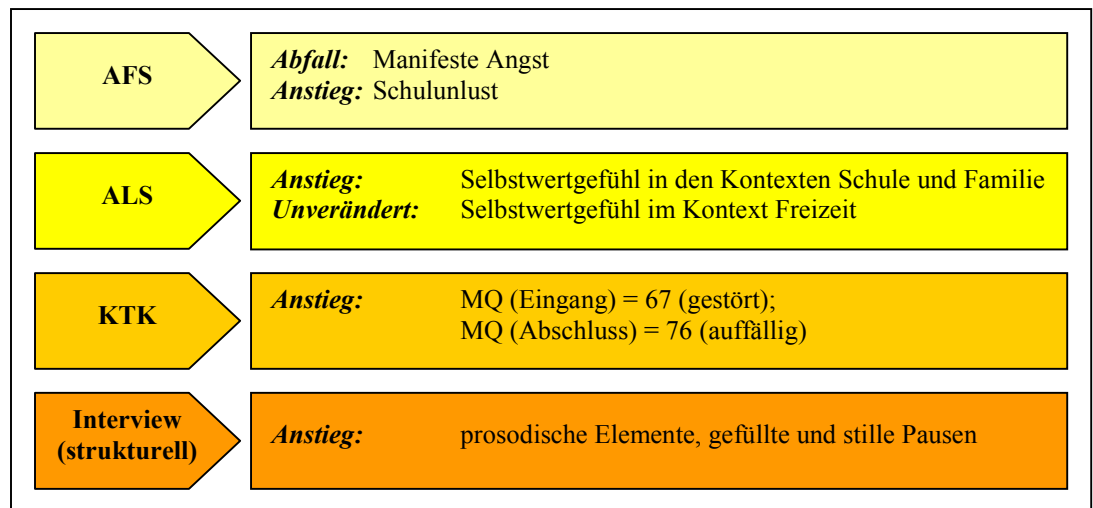 AFS
Abfall: Manifeste Angst
Anstieg: Schulunlust
ALS
Anstieg: Selbstwertgefühl in den Kontexten Schule und Familie
Unverändert: Selbstwertgefühl im Kontext Freizeit
KTK
Anstieg: MQ (Eingang) = 67 (gestört);
MQ (Abschluss) = 76 (auffällig)
Interview
(strukturell)
Anstieg: prosodische Elemente, gefüllte und stille Pausen